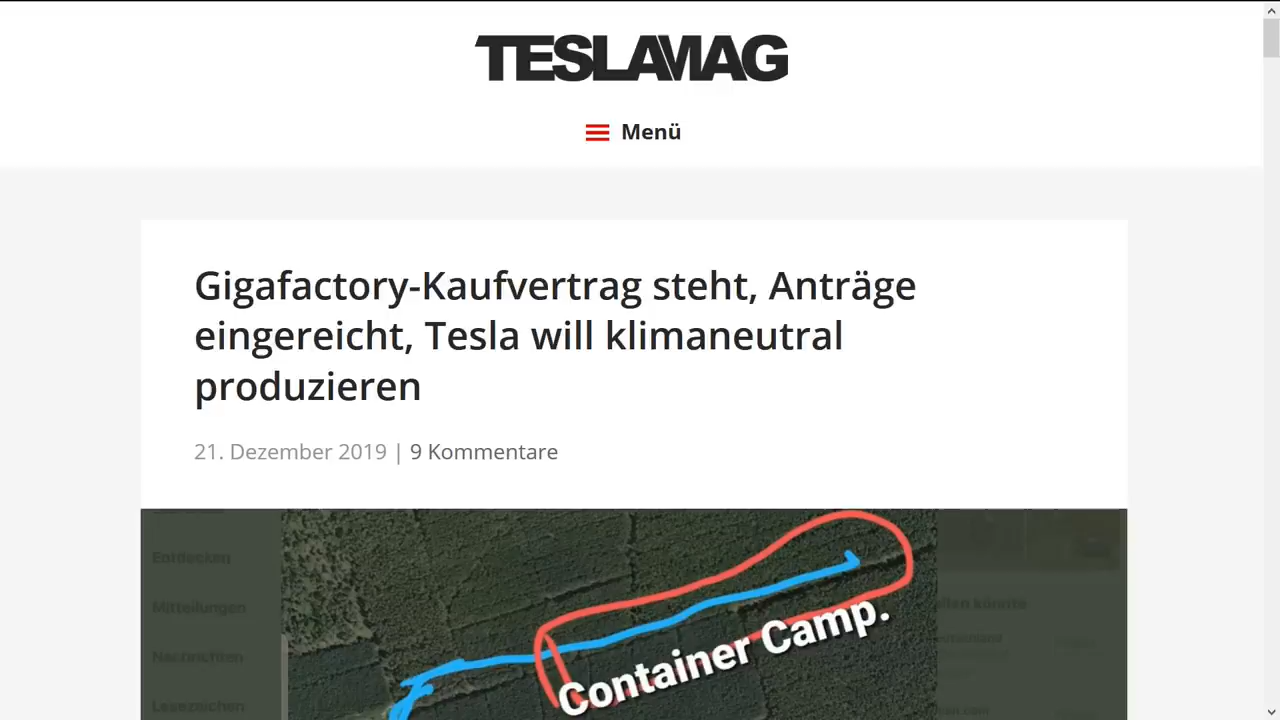 TESLAMAG
Menü
Gigafactory-Kaufvertrag steht, Anträge
eingereicht, Tesla will klimaneutral
produzieren
21. Dezember 2019 | 9 Kommentare
Entdecken
Mitteilungen
Nachrichten
Lesezeichen
Container Camp.